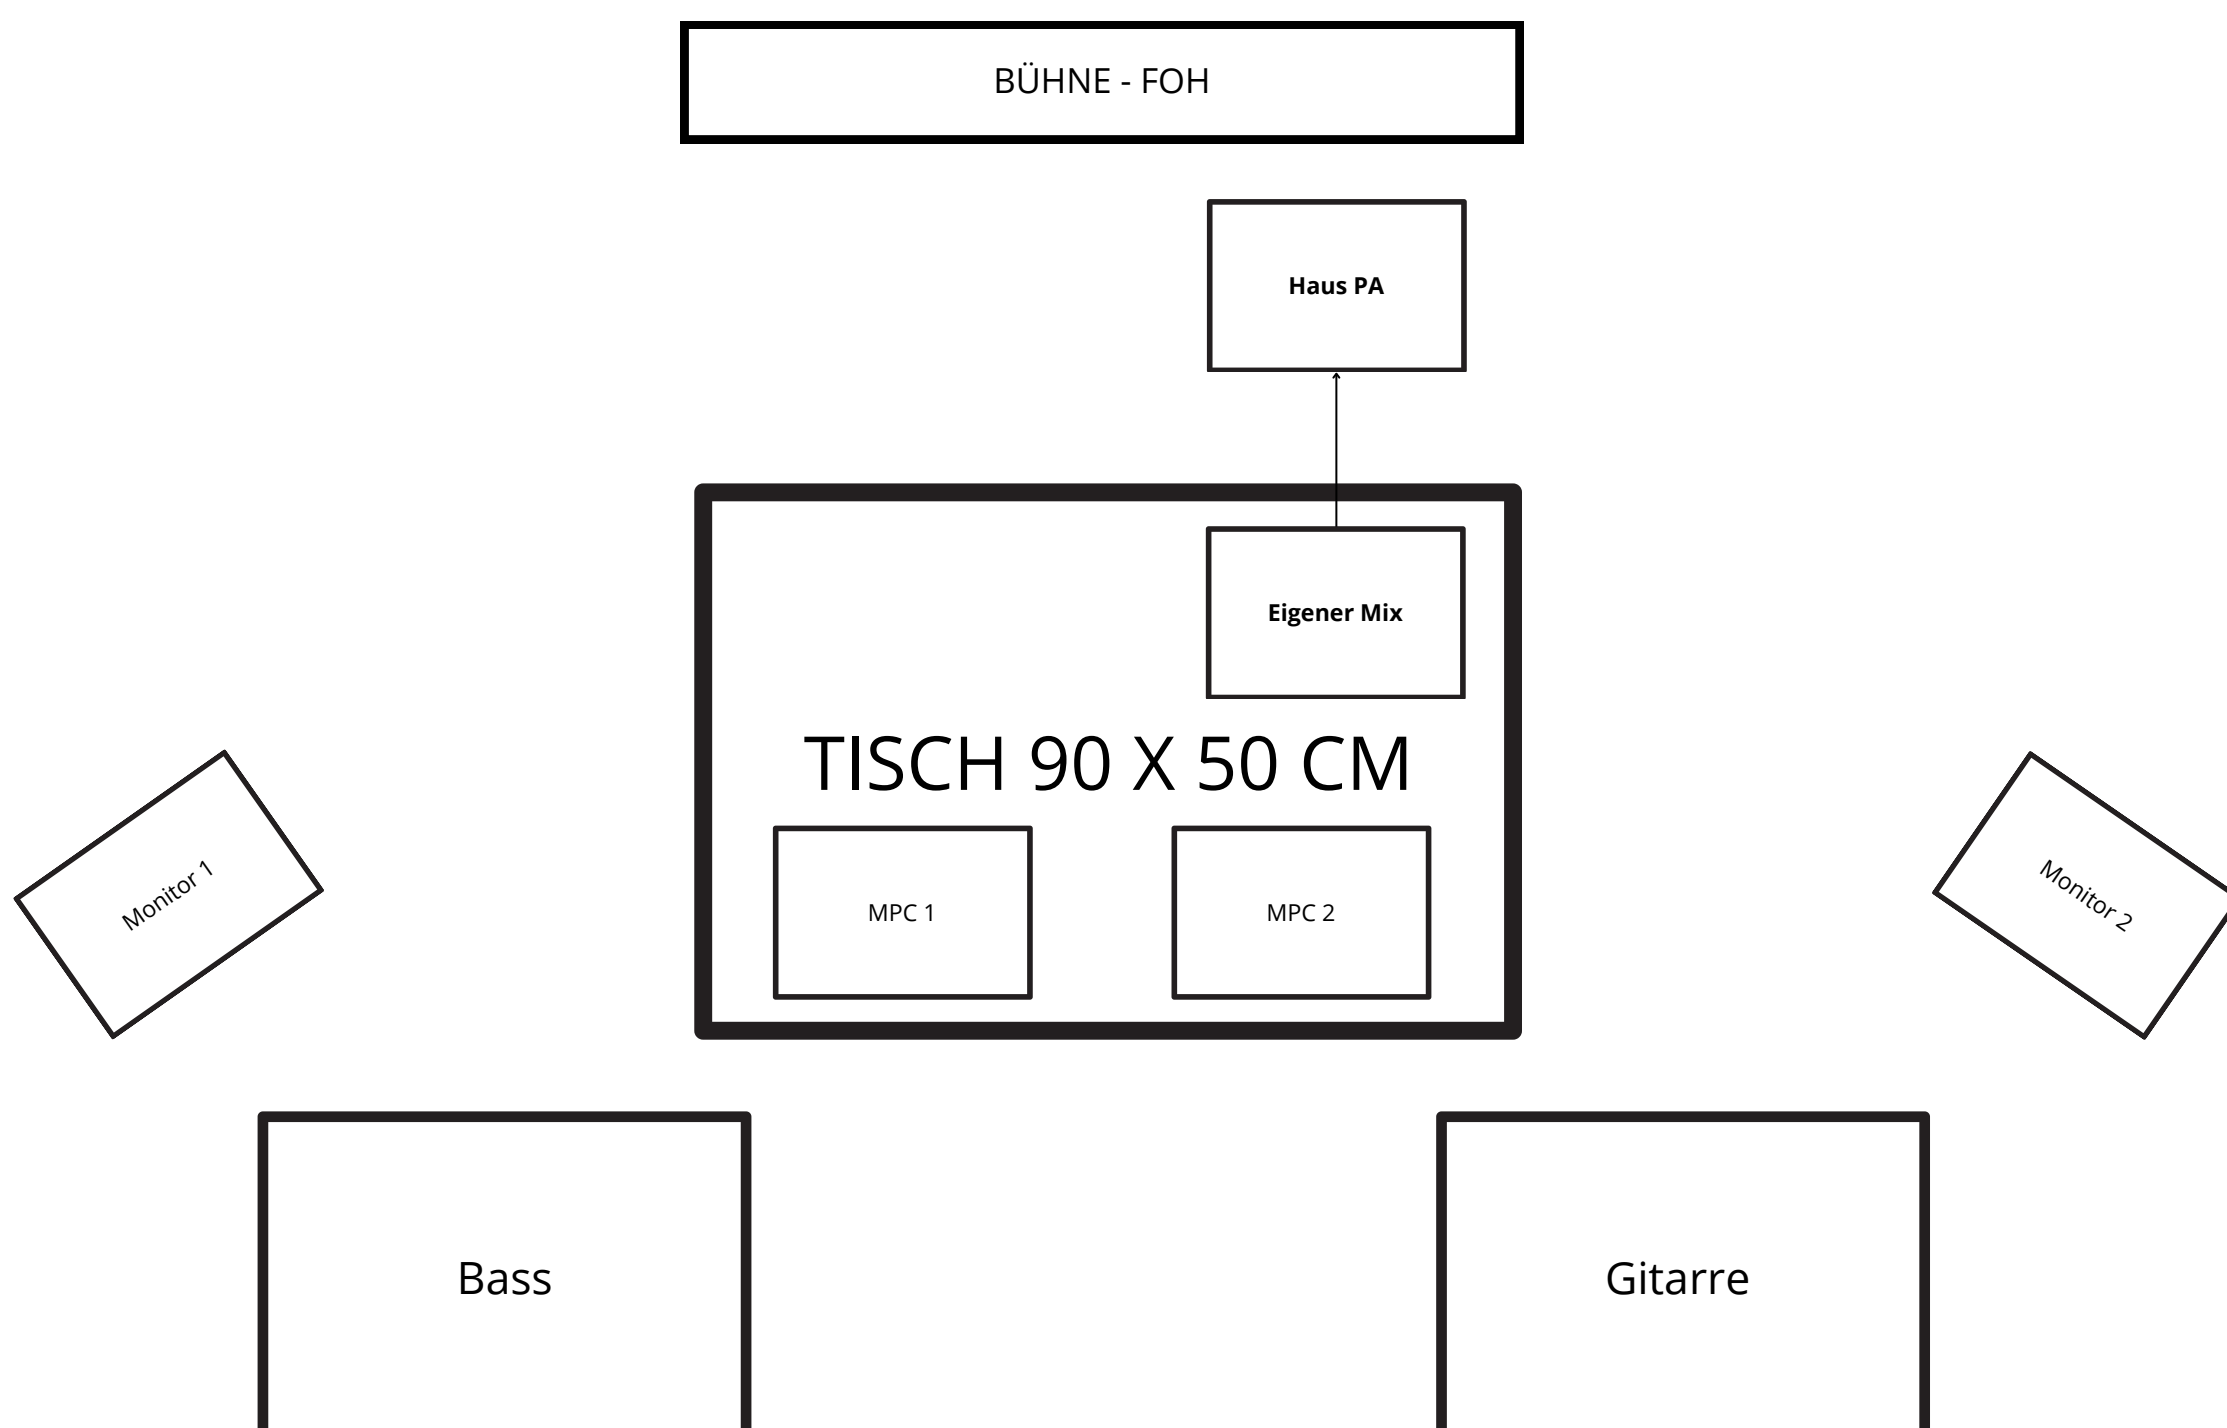 BÜHNE - FOH
Haus PA
Eigener Mix
TISCH 90 X 50 CM
Monitor 1
Monitor 2
MPC 1
MPC 2
Bass
Gitarre